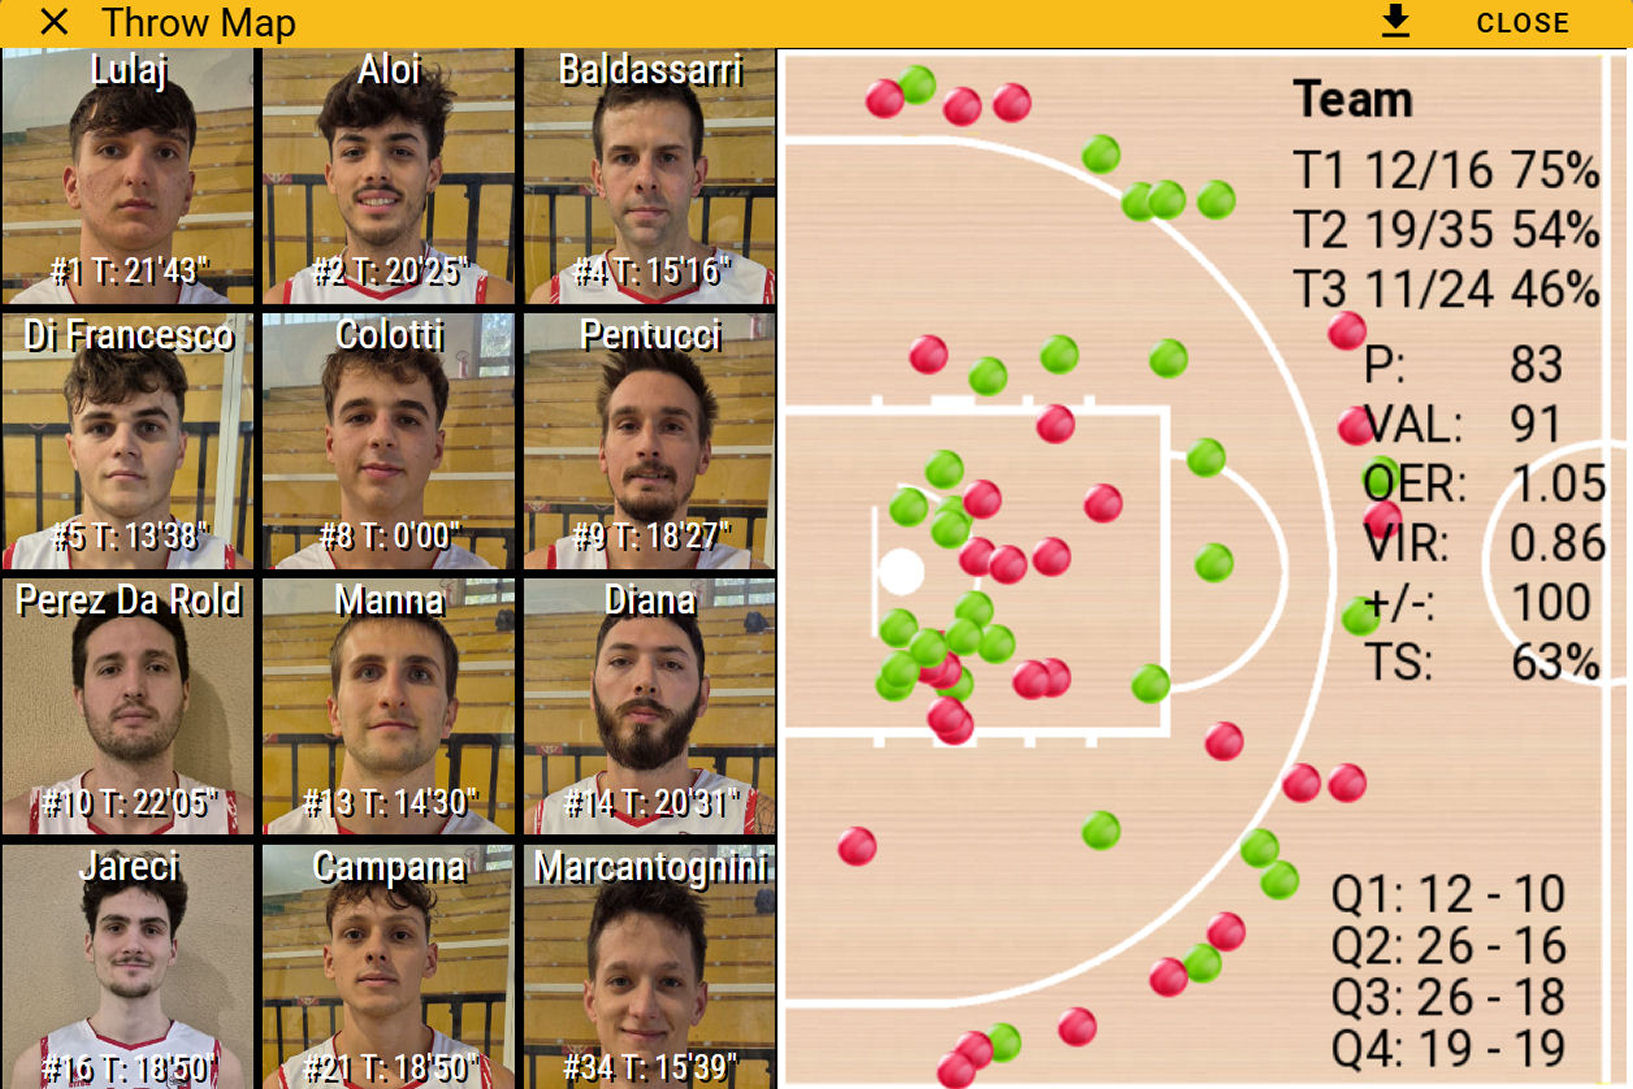 Throw Map
CLOSE
Lulaj
#1 T: 21'43"
Aloi
#2 T: 20'25"
Baldassarri
#4 T: 15'16"
Di Francesco
#5 T: 13'38"
Colotti
#8 T: 0'00"
Pentucci
#9 T: 18'27"
Perez Da Rold
#10 T: 22'05"
Manna
#13 T: 14'30"
Diana
#14 T: 20'31"
Jareci
#16 T: 18'50"
Campana
#21 T: 18'50"
Marcantognini
#34 T: 15'39"
Team
T1 12/16 75%
T2 19/35 54%
T3 11/24 46%
P: 83
VAL: 91
OER: 1.05
VIR: 0.86
+/-: 100
TS: 63%
Q1: 12 - 10
Q2: 26 - 16
Q3: 26 - 18
Q4: 19 - 19